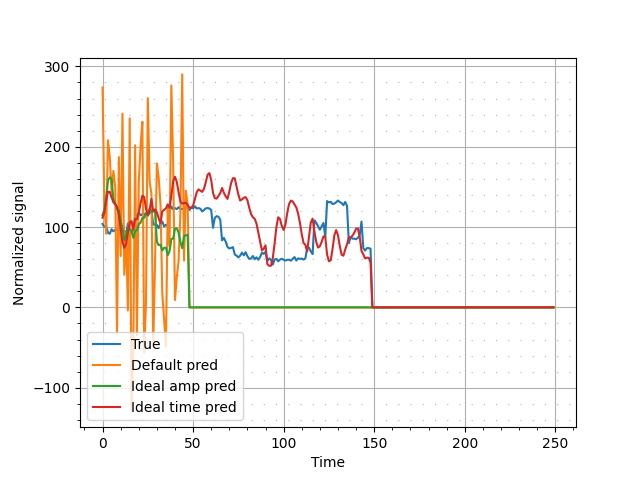 300
200
100
0
−100
Normalized signal
True
Default pred
Ideal amp pred
Ideal time pred
0
50
100
150
200
250
Time